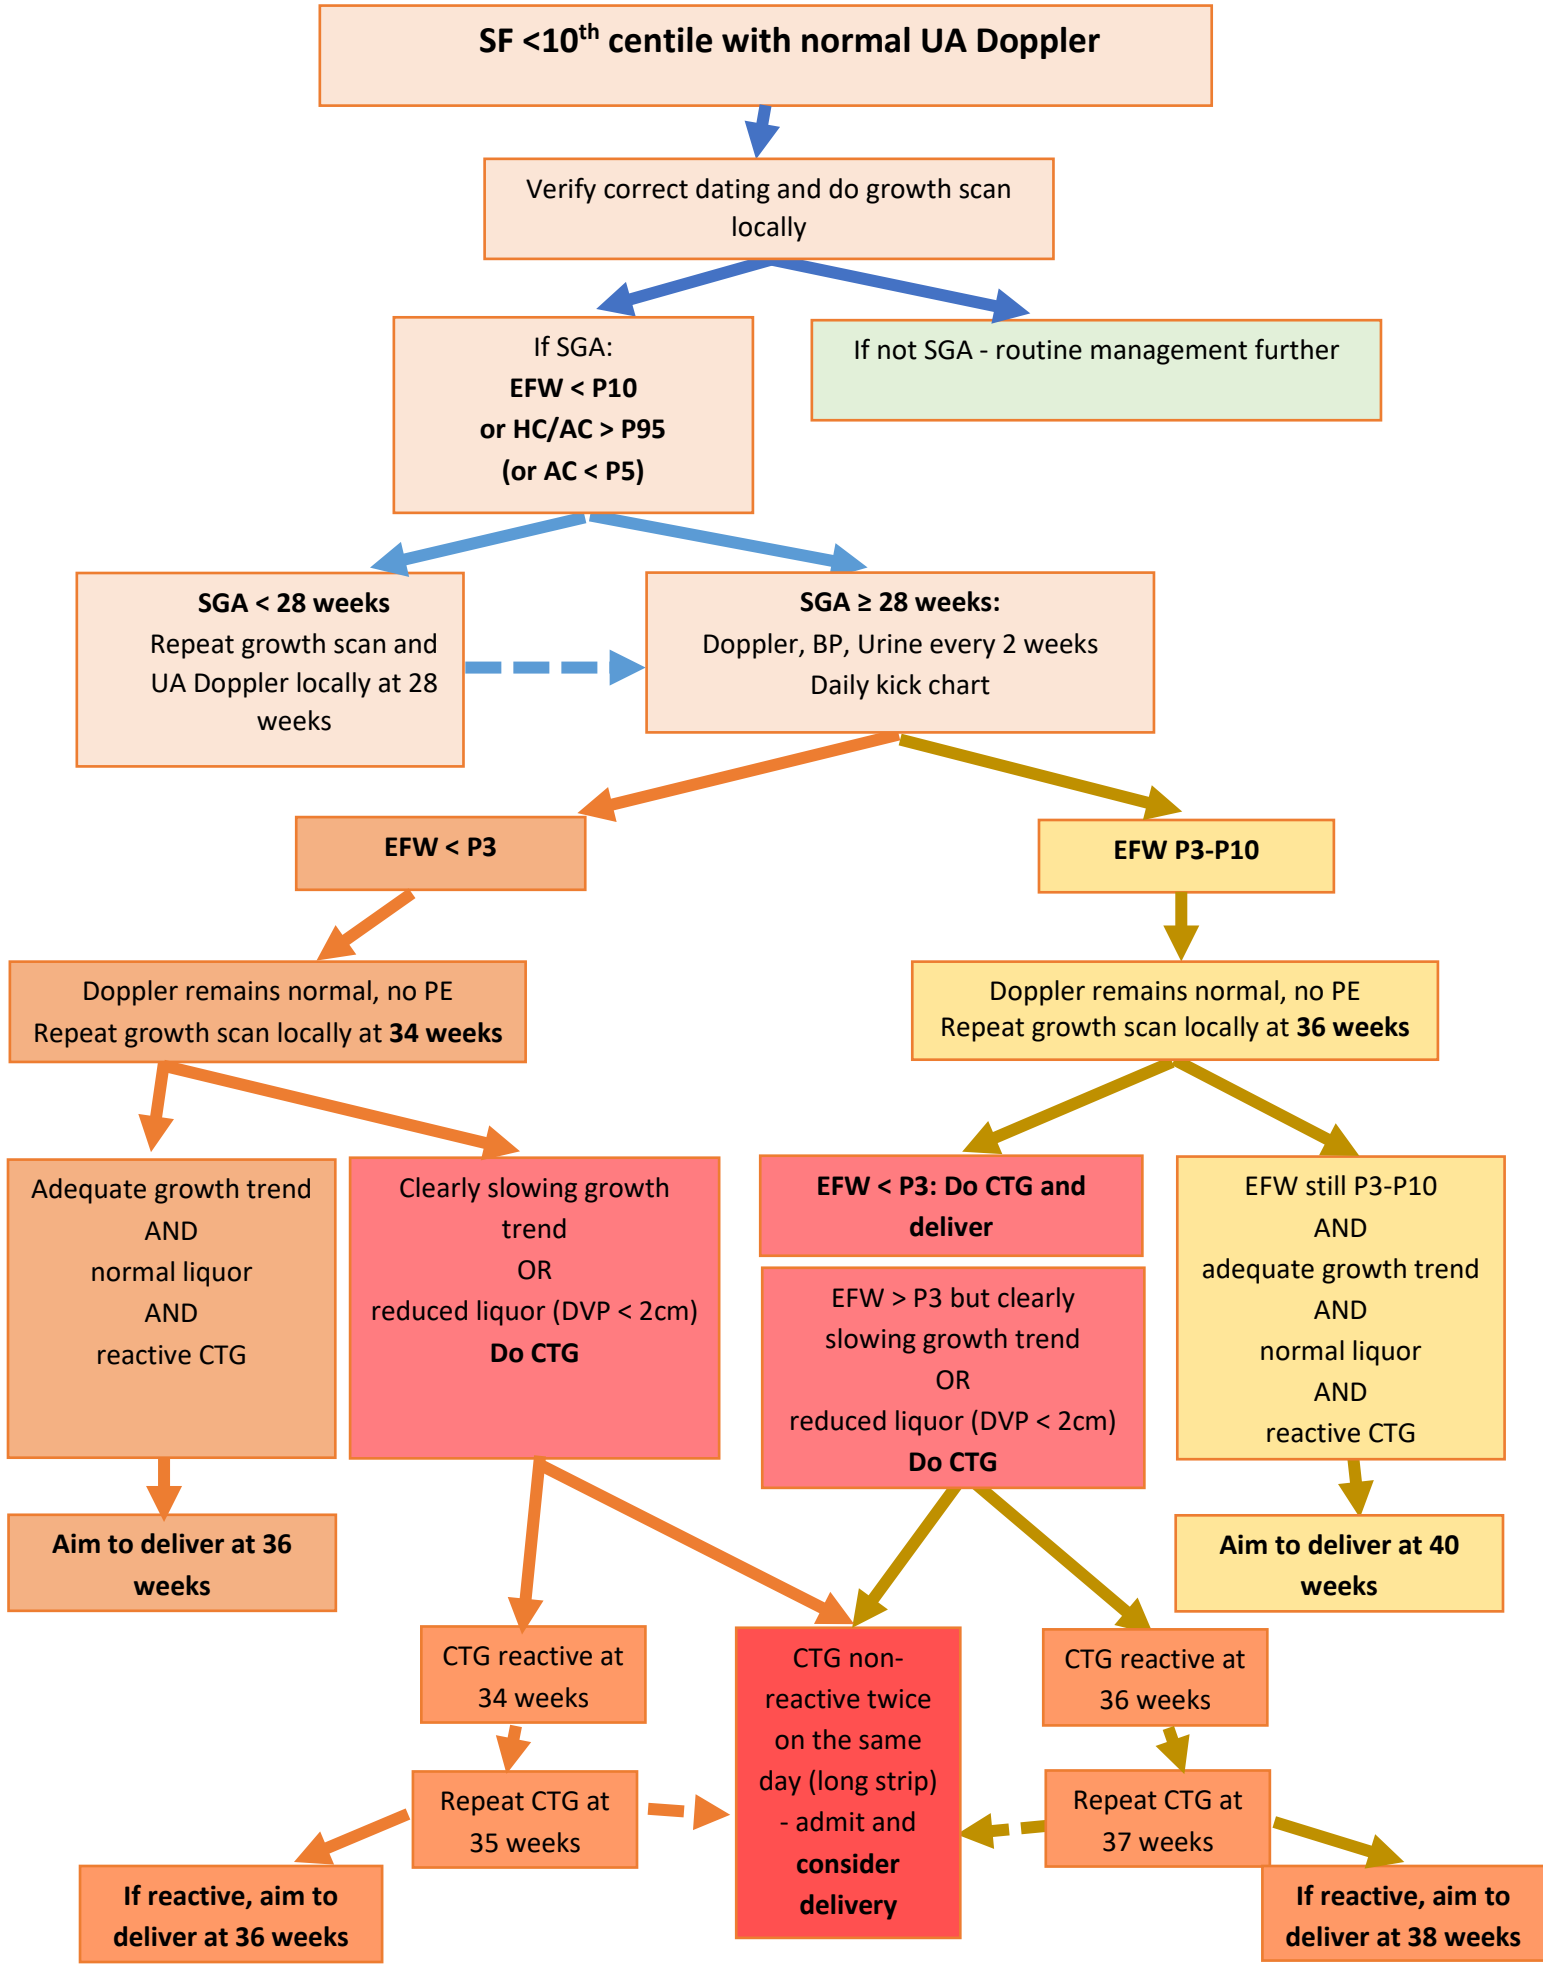 SF <10th centile with normal UA Doppler
Verify correct dating and do growth scan
locally
If SGA:
EFW < P10
or HC/AC > P95
(or AC < P5)
If not SGA - routine management further
SGA < 28 weeks
Repeat growth scan and
UA Doppler locally at 28
weeks
SGA ≥ 28 weeks:
Doppler, BP, Urine every 2 weeks
Daily kick chart
EFW < P3
EFW P3-P10
Doppler remains normal, no PE
Repeat growth scan locally at 34 weeks
Doppler remains normal, no PE
Repeat growth scan locally at 36 weeks
Adequate growth trend
AND
normal liquor
AND
reactive CTG
Clearly slowing growth
trend
OR
reduced liquor (DVP < 2cm)
Do CTG
EFW < P3: Do CTG and
deliver
EFW > P3 but clearly
slowing growth trend
OR
reduced liquor (DVP < 2cm)
Do CTG
EFW still P3-P10
AND
adequate growth trend
AND
normal liquor
AND
reactive CTG
Aim to deliver at 36
weeks
Aim to deliver at 40
weeks
CTG reactive at
34 weeks
CTG non-
reactive twice
on the same
day (long strip)
- admit and
consider
delivery
CTG reactive at
36 weeks
Repeat CTG at
35 weeks
Repeat CTG at
37 weeks
If reactive, aim to
deliver at 36 weeks
If reactive, aim to
deliver at 38 weeks